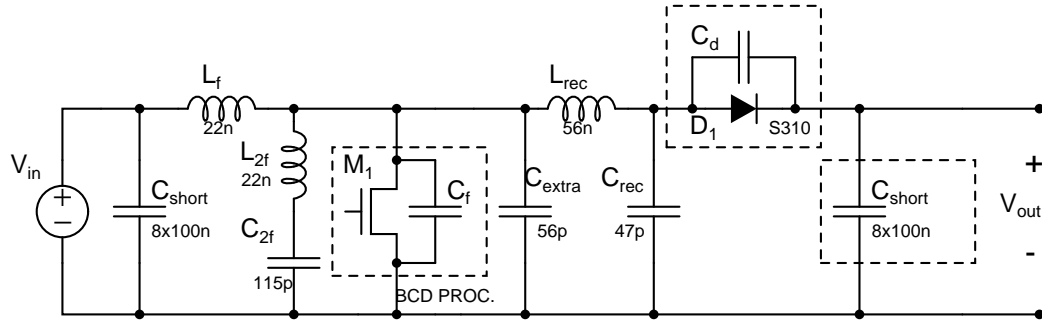 C_d
L_f
L_rec
22n
56n
D_1
S310
L_2f
22n
M_1
V_in
+
C_short
C_f
C_extra
C_rec
C_short
+
8x100n
C_2f
56p
47p
8x100n
V_out
115p
-
BCD PROC.